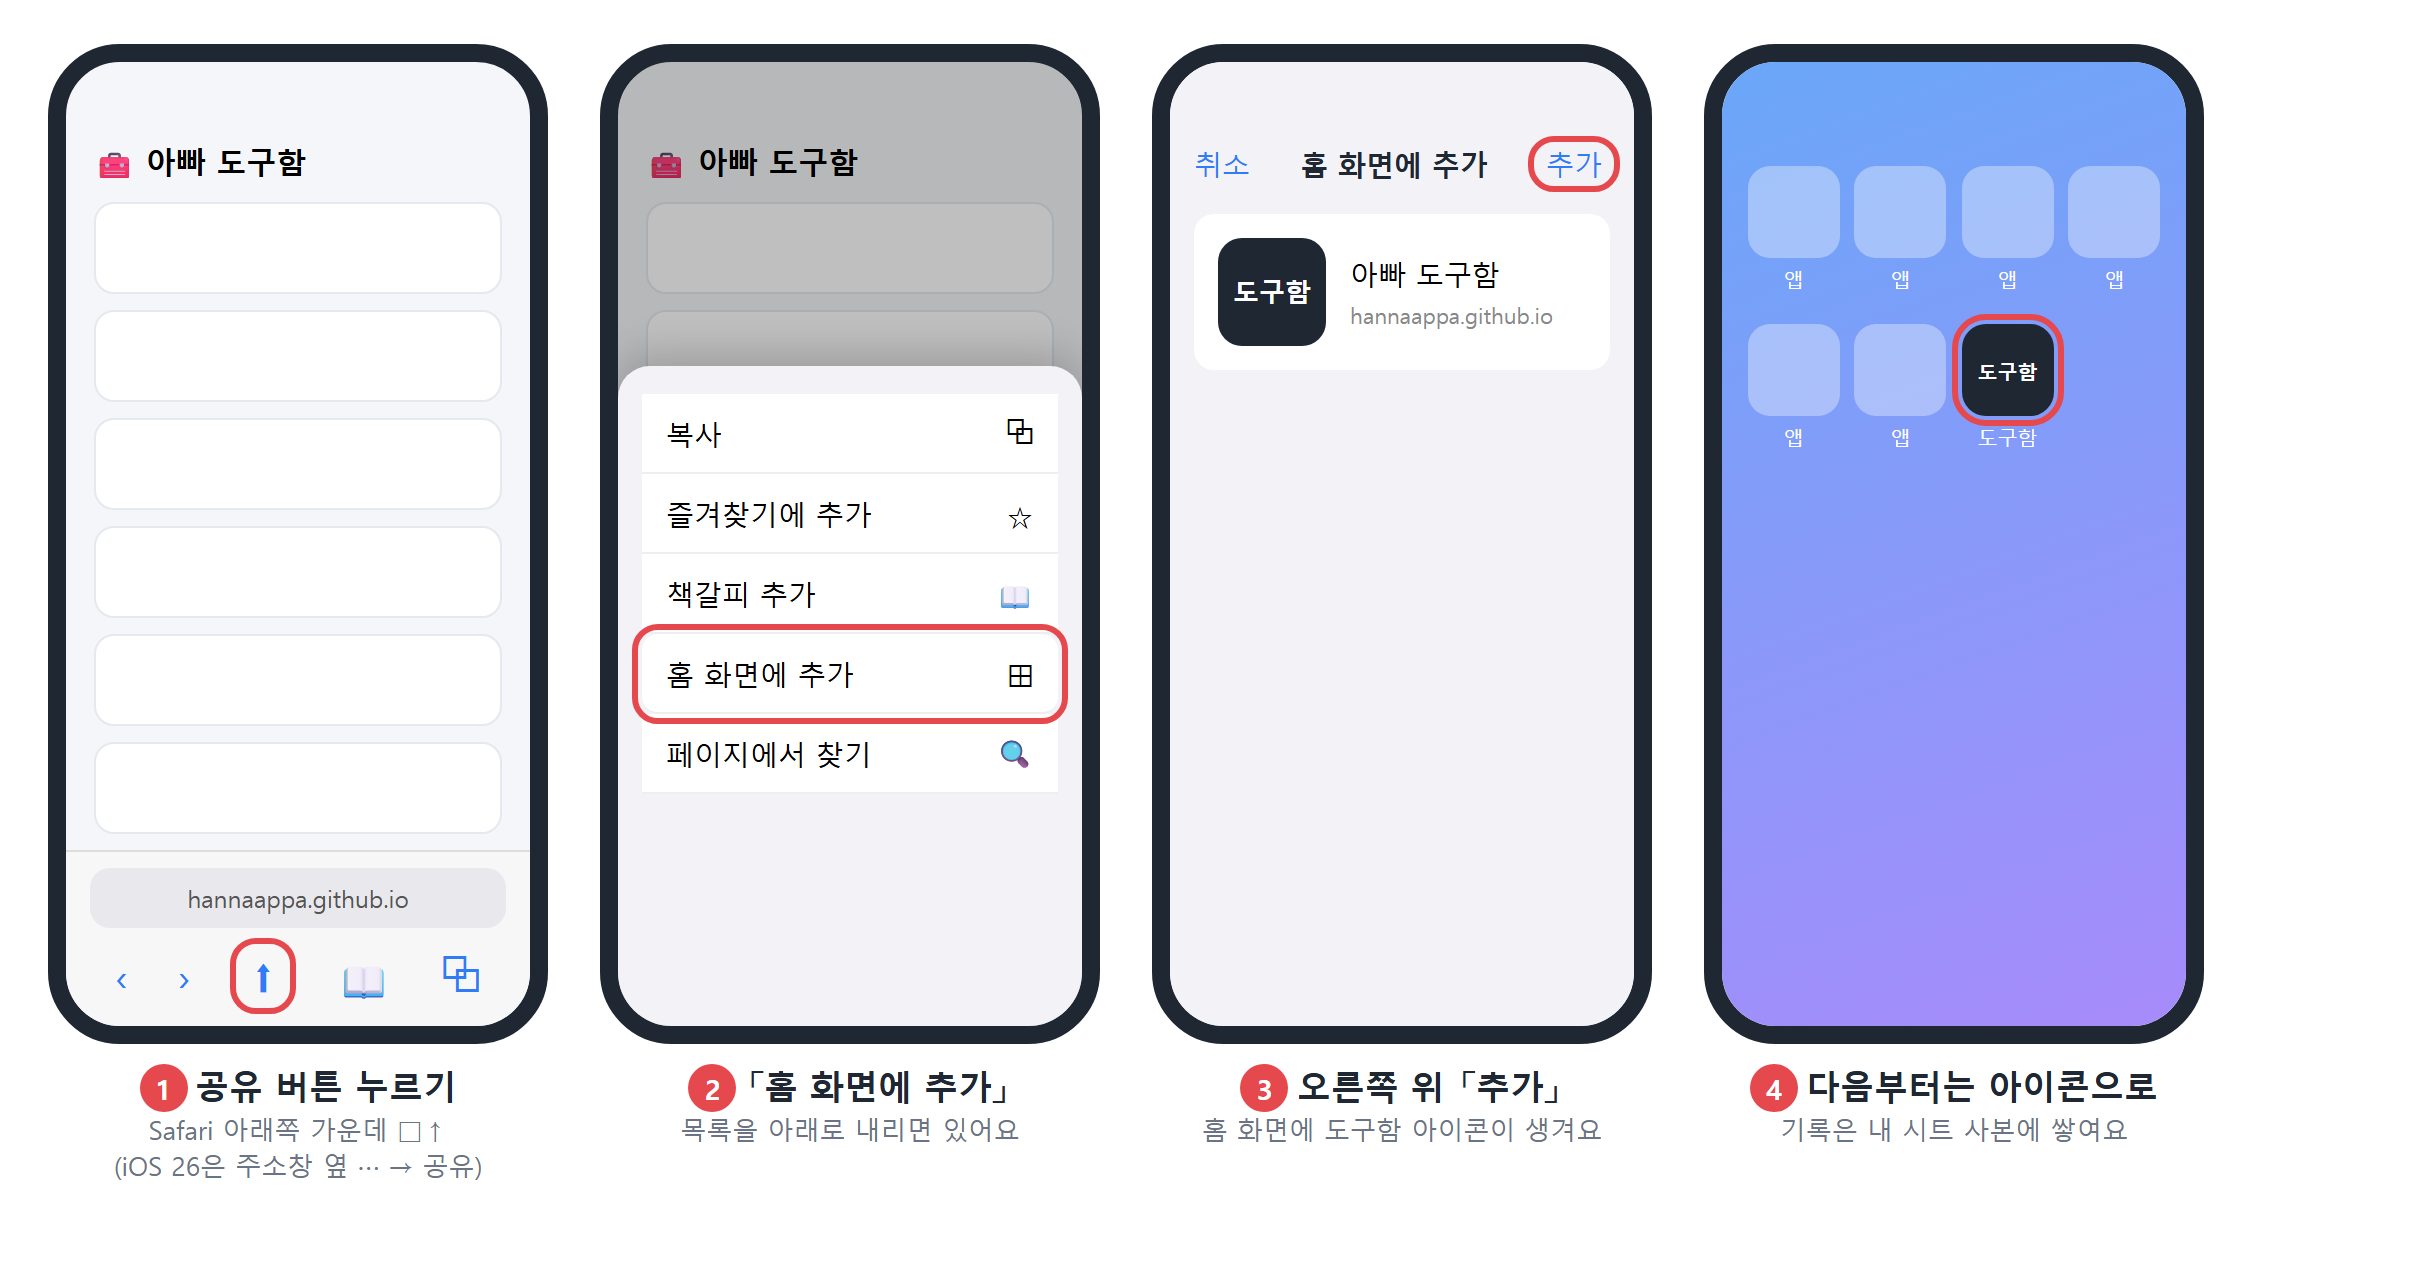 아빠 도구함
hannaappa.github.io
1 공유 버튼 누르기
Safari 아래쪽 가운데 □↑
(iOS 26은 주소창 옆 ··· → 공유)
아빠 도구함
복사
즐겨찾기에 추가
책갈피 추가
홈 화면에 추가
페이지에서 찾기
2 「홈 화면에 추가」
목록을 아래로 내리면 있어요
취소 홈 화면에 추가 추가
도구함
아빠 도구함
hannaappa.github.io
3 오른쪽 위 「추가」
홈 화면에 도구함 아이콘이 생겨요
앱 앱 앱 앱
도구함
앱 앱 도구함
4 다음부터는 아이콘으로
기록은 내 시트 사본에 쌓여요